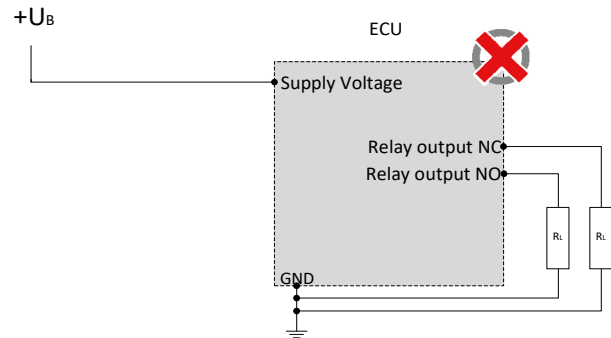 +UB
ECU
Supply Voltage
Relay output NC
Relay output NO
RL
RL
GND